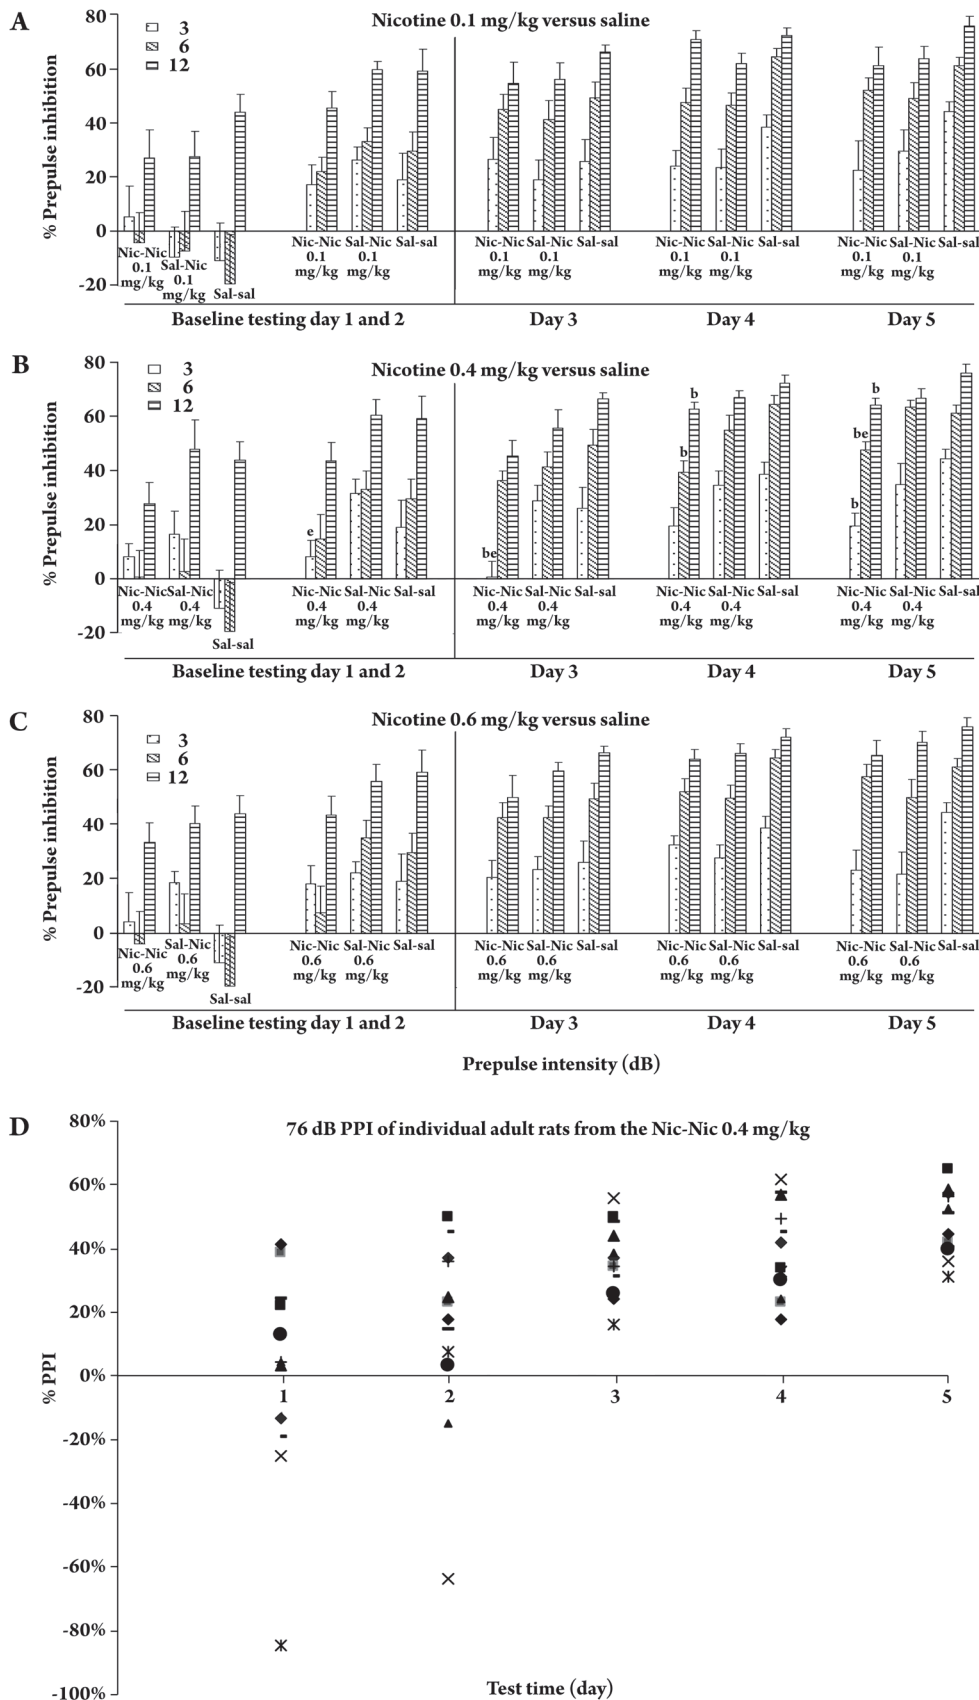 A
Nicotine 0.1 mg/kg versus saline
3
6
12
% Prepulse inhibition
80
60
40
20
0
-20
Nic-Nic 0.1 mg/kg
Sal-Nic 0.1 mg/kg
Sal-sal
Nic-Nic 0.1 mg/kg
Sal-Nic 0.1 mg/kg
Sal-sal
Nic-Nic 0.1 mg/kg
Sal-Nic 0.1 mg/kg
Sal-sal
Nic-Nic 0.1 mg/kg
Sal-Nic 0.1 mg/kg
Sal-sal
Nic-Nic 0.1 mg/kg
Sal-Nic 0.1 mg/kg
Sal-sal
Baseline testing day 1 and 2
Day 3
Day 4
Day 5
B
Nicotine 0.4 mg/kg versus saline
3
6
12
% Prepulse inhibition
80
60
40
20
0
-20
e
be
b
b
b
be
b
Nic-Nic 0.4 mg/kg
Sal-Nic 0.4 mg/kg
Sal-sal
Nic-Nic 0.4 mg/kg
Sal-Nic 0.4 mg/kg
Sal-sal
Nic-Nic 0.4 mg/kg
Sal-Nic 0.4 mg/kg
Sal-sal
Nic-Nic 0.4 mg/kg
Sal-Nic 0.4 mg/kg
Sal-sal
Nic-Nic 0.4 mg/kg
Sal-Nic 0.4 mg/kg
Sal-sal
Baseline testing day 1 and 2
Day 3
Day 4
Day 5
C
Nicotine 0.6 mg/kg versus saline
3
6
12
% Prepulse inhibition
80
60
40
20
0
-20
Nic-Nic 0.6 mg/kg
Sal-Nic 0.6 mg/kg
Sal-sal
Nic-Nic 0.6 mg/kg
Sal-Nic 0.6 mg/kg
Sal-sal
Nic-Nic 0.6 mg/kg
Sal-Nic 0.6 mg/kg
Sal-sal
Nic-Nic 0.6 mg/kg
Sal-Nic 0.6 mg/kg
Sal-sal
Nic-Nic 0.6 mg/kg
Sal-Nic 0.6 mg/kg
Sal-sal
Baseline testing day 1 and 2
Day 3
Day 4
Day 5
Prepulse intensity (dB)
D
76 dB PPI of individual adult rats from the Nic-Nic 0.4 mg/kg
% PPI
80%
60%
40%
20%
0%
-20%
-40%
-60%
-80%
-100%
1
2
3
4
5
Test time (day)